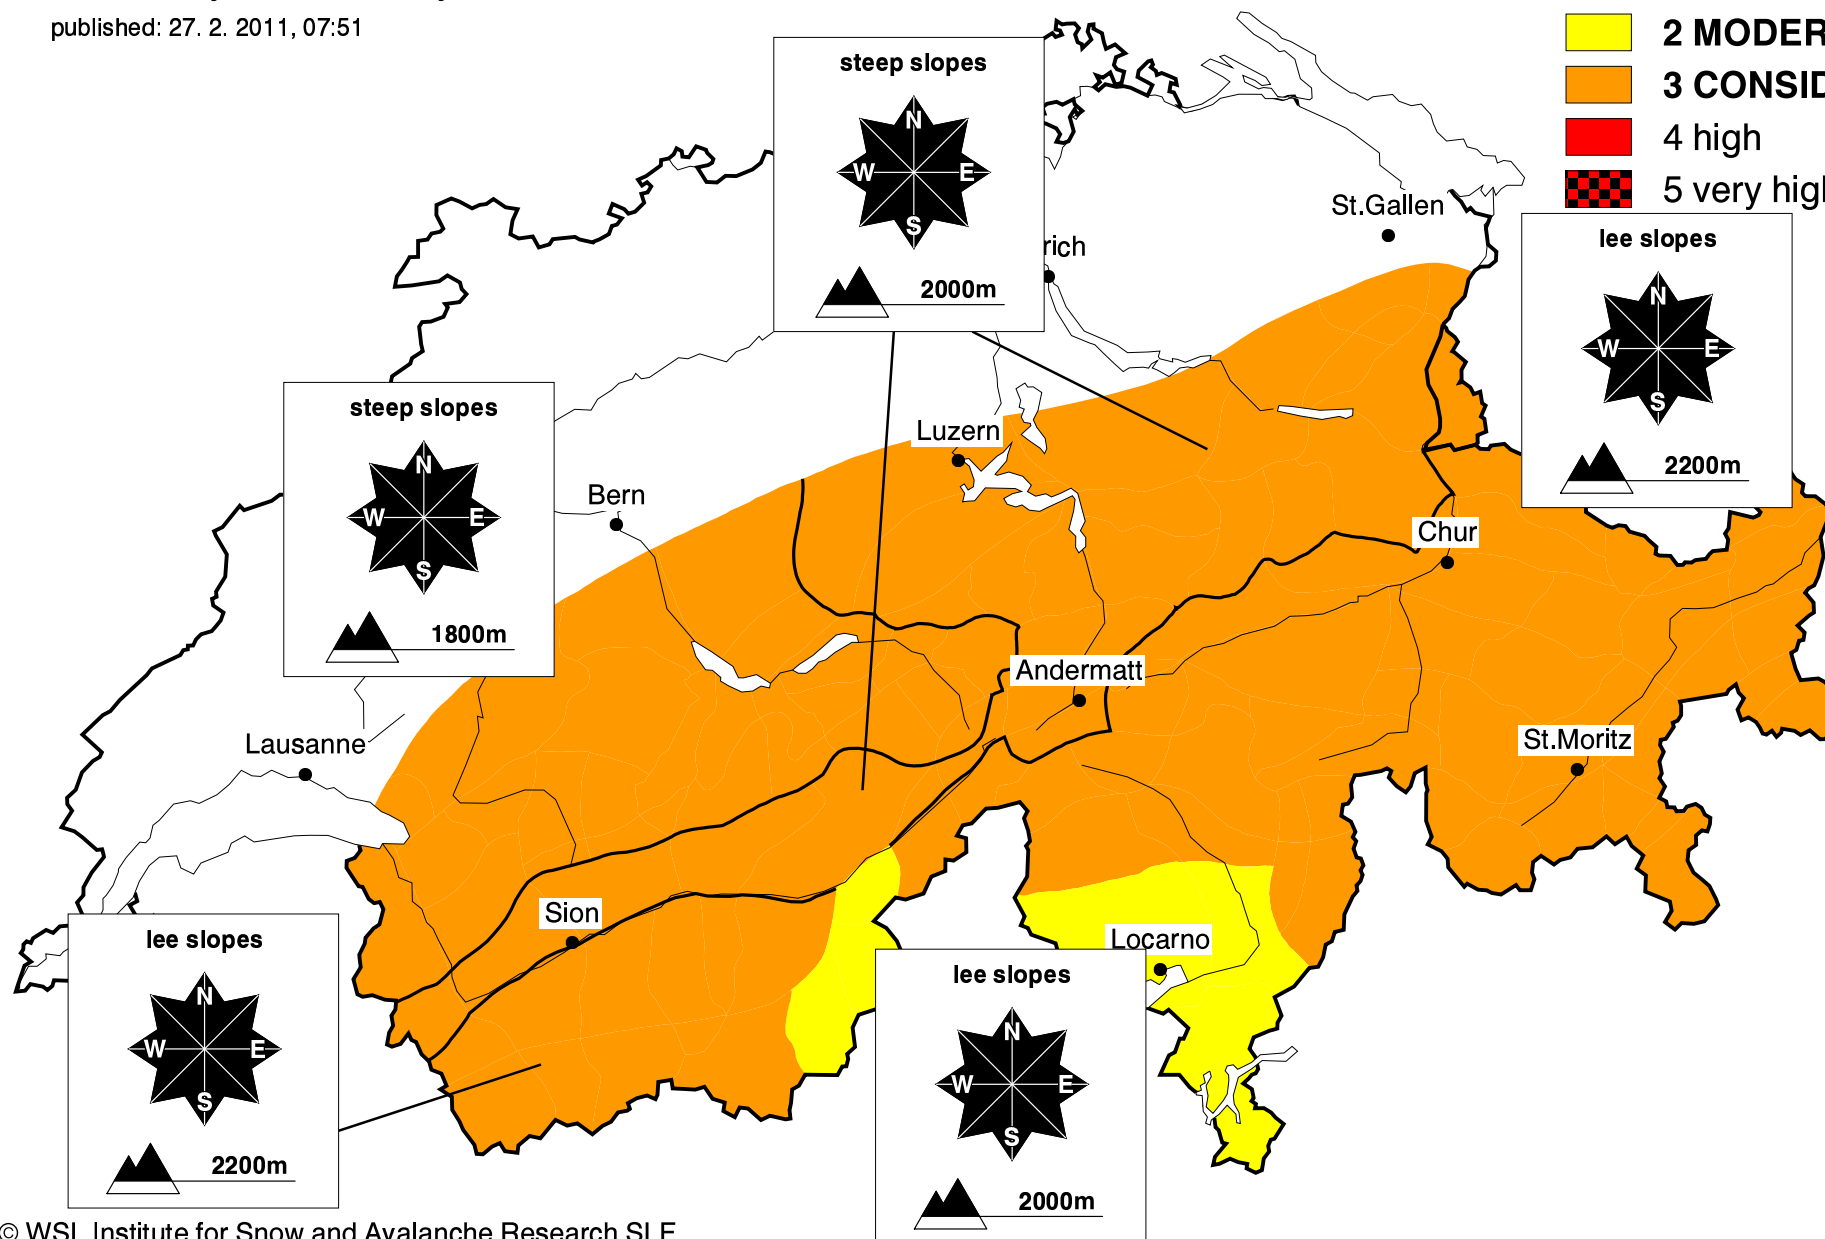 published: 27. 2. 2011, 07:51
2 MODER
3 CONSID
4 high
5 very high
steep slopes
N
W E
S
2000m
St.Gallen
rich
lee slopes
N
W E
S
2200m
steep slopes
N
W E
S
1800m
Luzern
Bern
Chur
Andermatt
St.Moritz
Lausanne
Sion
Locarno
lee slopes
N
W E
S
2200m
lee slopes
N
W E
S
2000m
© WSL Institute for Snow and Avalanche Research SLF